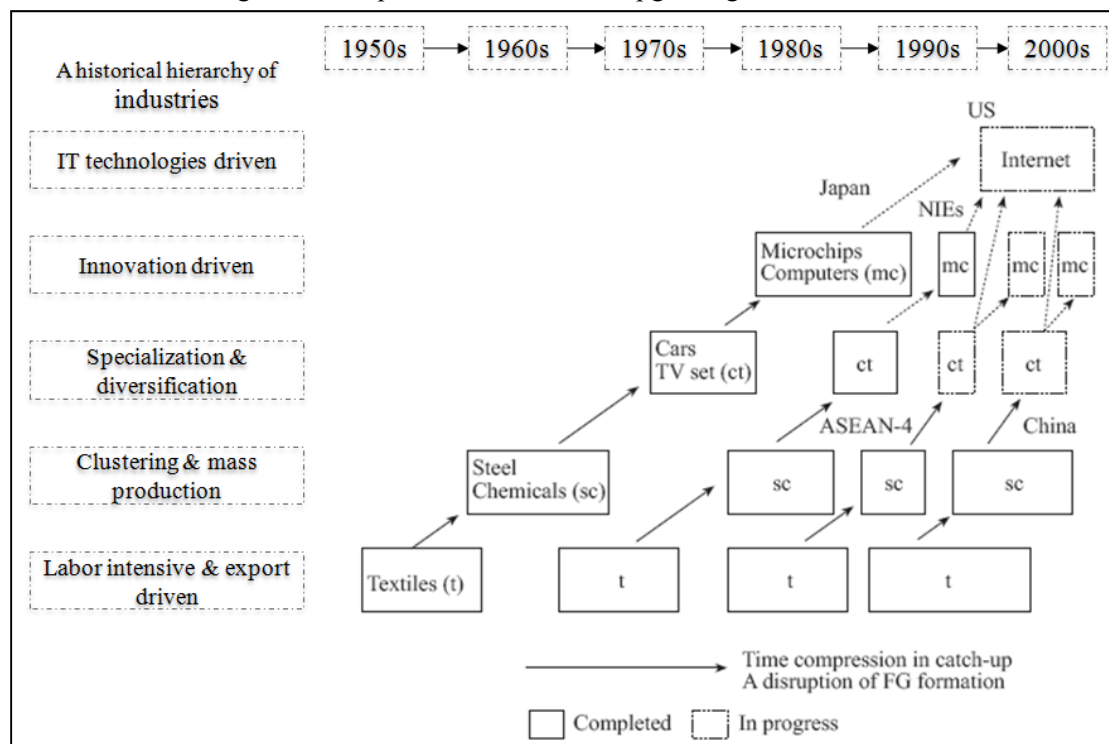 1950s
1960s
1970s
1980s
1990s
2000s
A historical hierarchy of
industries
US
IT technologies driven
Internet
Japan
NIEs
Innovation driven
Microchips
Computers (mc)
mc
mc
mc
Specialization &
diversification
Cars
TV set (ct)
ct
ct
ct
ASEAN-4
China
Clustering & mass
production
Steel
Chemicals (sc)
sc
sc
sc
Labor intensive & export
driven
Textiles (t)
t
t
t
Time compression in catch-up
A disruption of FG formation
Completed
In progress